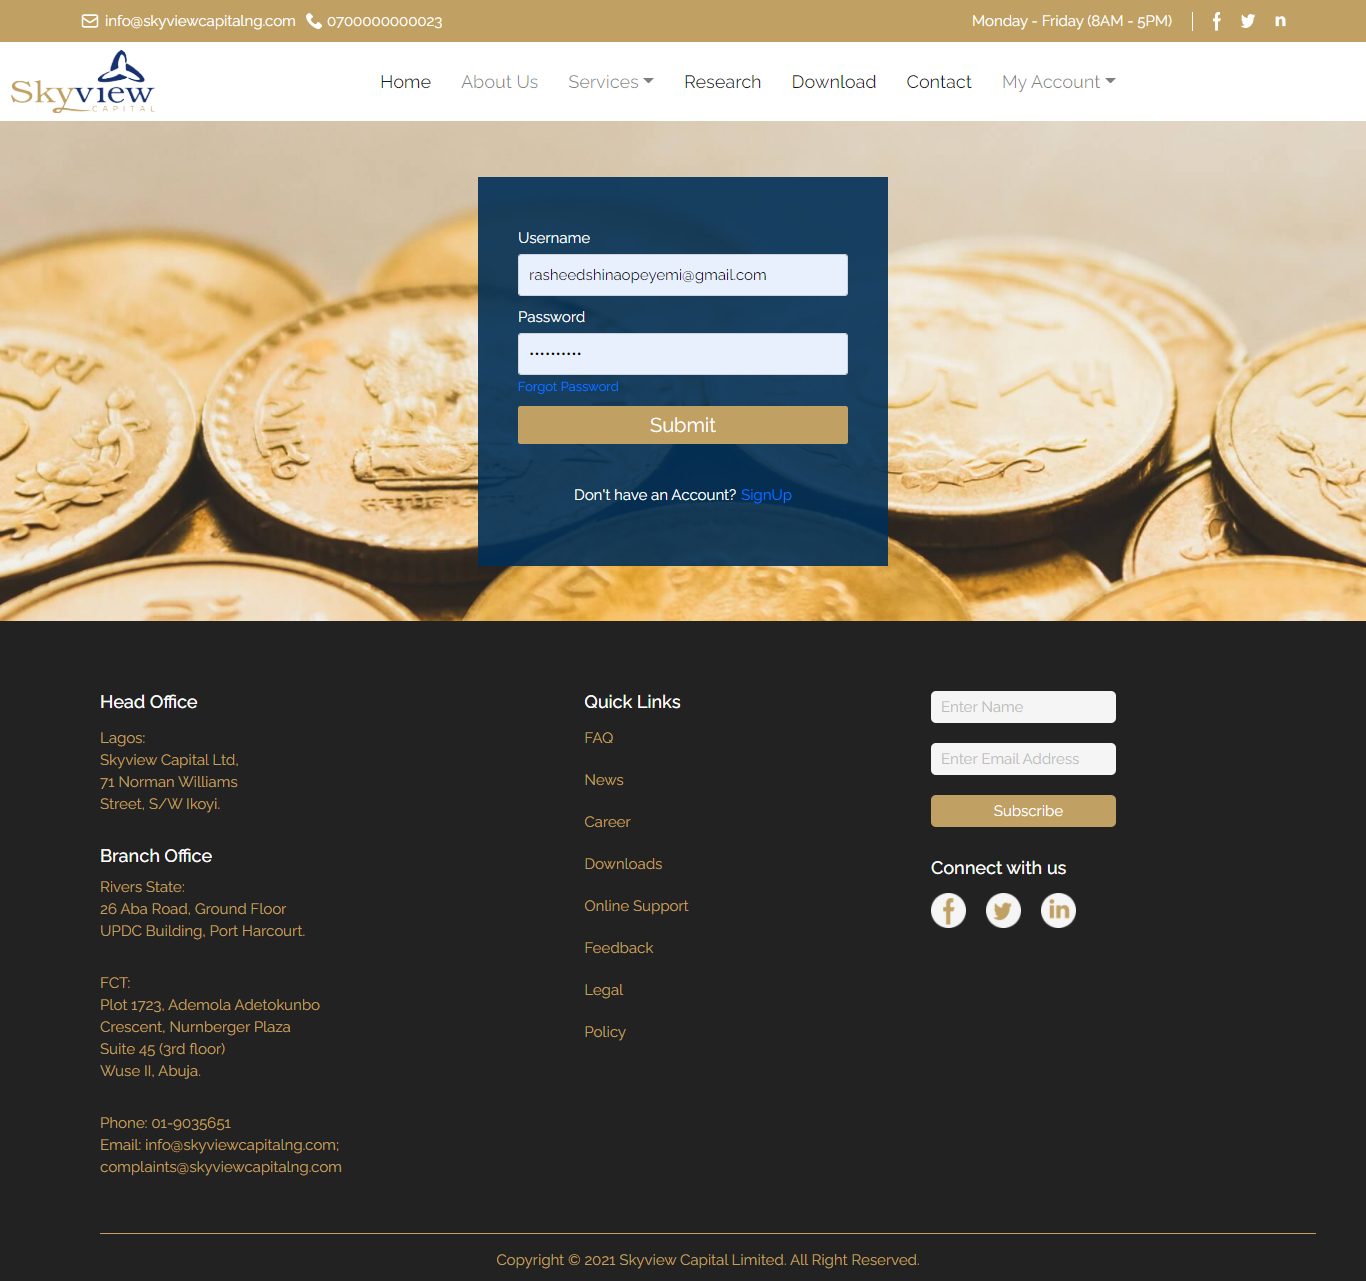 info@skyviewcapitalng.com 0700000000023 Monday - Friday (8AM - 5PM)
Skyview
CAPITAL
Home About Us Services Research Download Contact My Account
Username
rasheedshinaopeyemi@gmail.com
Password
••••••••••
Forgot Password
Submit
Don't have an Account? SignUp
Head Office
Lagos:
Skyview Capital Ltd,
71 Norman Williams
Street, S/W Ikoyi.
Branch Office
Rivers State:
26 Aba Road, Ground Floor
UPDC Building, Port Harcourt.
FCT:
Plot 1723, Ademola Adetokunbo
Crescent, Nurnberger Plaza
Suite 45 (3rd floor)
Wuse II, Abuja.
Phone: 01-9035651
Email: info@skyviewcapitalng.com;
complaints@skyviewcapitalng.com
Quick Links
FAQ
News
Career
Downloads
Online Support
Feedback
Legal
Policy
Enter Name
Enter Email Address
Subscribe
Connect with us
Copyright © 2021 Skyview Capital Limited. All Right Reserved.